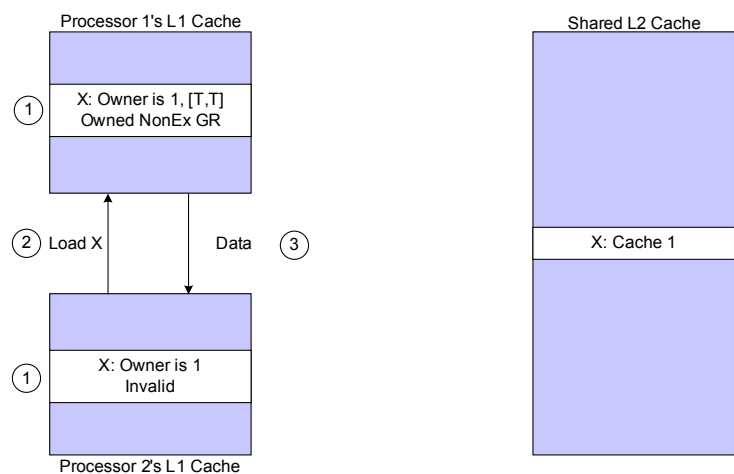 Processor 1's L1 Cache
Shared L2 Cache
1
X: Owner is 1, [T,T]
Owned NonEx GR
2
Load X
Data
3
X: Cache 1
1
X: Owner is 1
Invalid
Processor 2's L1 Cache